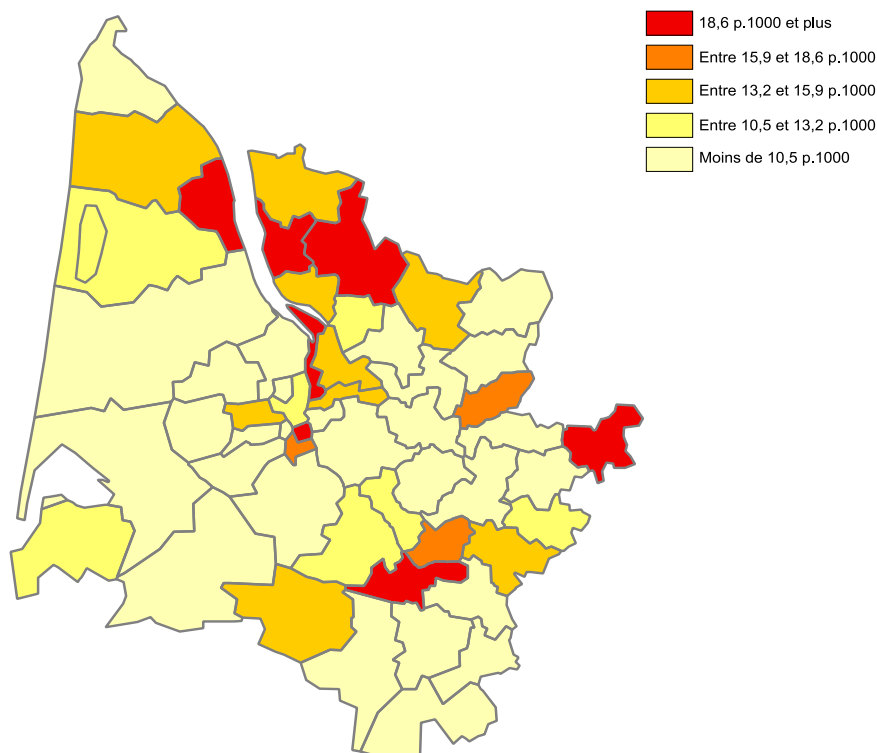 18,6 p.1000 et plus
Entre 15,9 et 18,6 p.1000
Entre 13,2 et 15,9 p.1000
Entre 10,5 et 13,2 p.1000
Moins de 10,5 p.1000